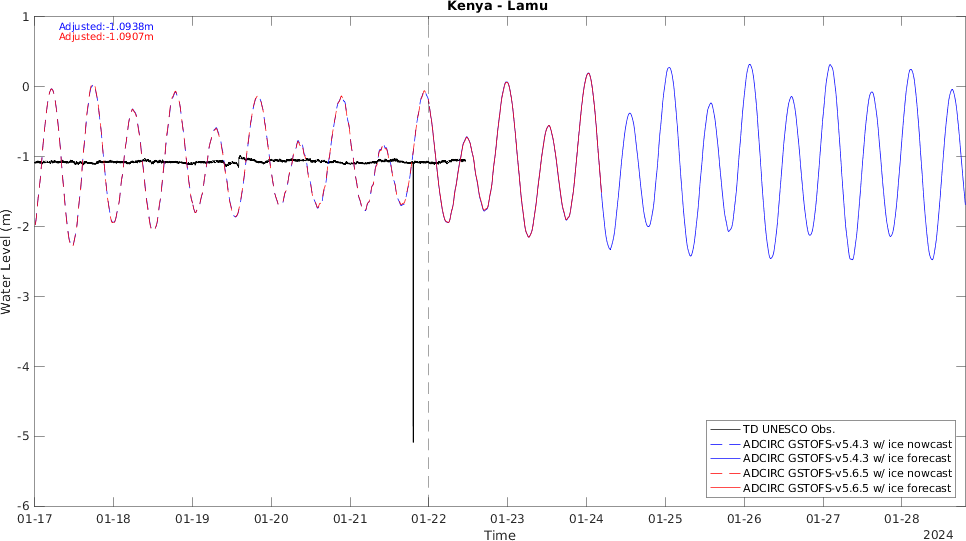 Kenya - Lamu
Adjusted:-1.0938m
Adjusted:-1.0907m
1
0
-1
-2
-3
-4
-5
-6
Water Level (m)
TD UNESCO Obs.
ADCIRC GSTOFS-v5.4.3 w/ ice nowcast
ADCIRC GSTOFS-v5.4.3 w/ ice forecast
ADCIRC GSTOFS-v5.6.5 w/ ice nowcast
ADCIRC GSTOFS-v5.6.5 w/ ice forecast
01-17 01-18 01-19 01-20 01-21 01-22 01-23 01-24 01-25 01-26 01-27 01-28
Time
2024